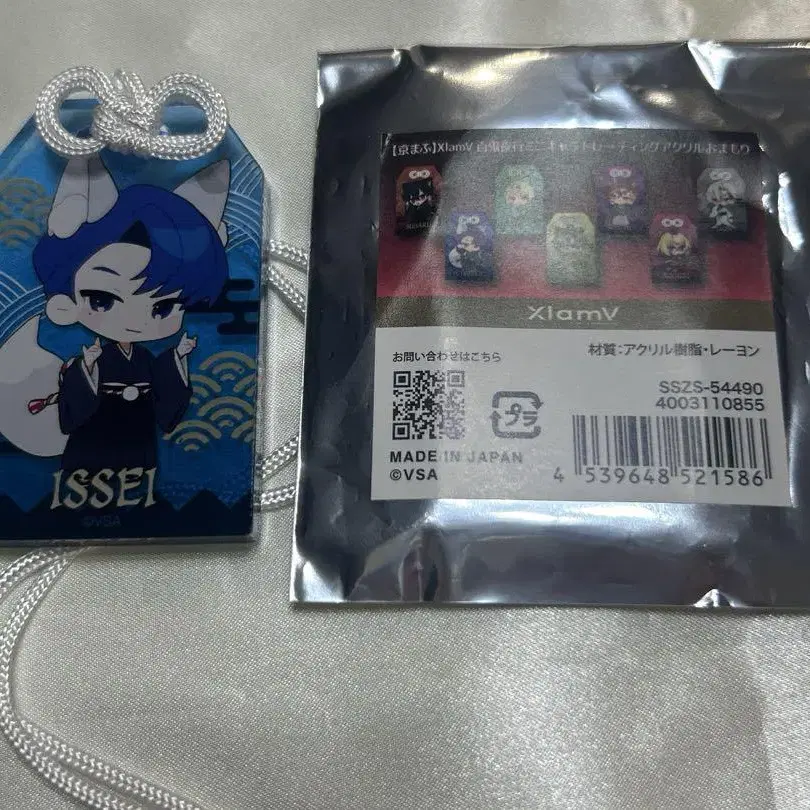 ISSEI
©VSA
【京まふ】XlamV 百鬼夜行ミニキャラトレーディングアクリルおまもり
XlamV
お問い合わせはこちら
材質:アクリル樹脂・レーヨン
SSZS-54490
4003110855
プラ
MADE IN JAPAN
©VSA
4 539648 521586